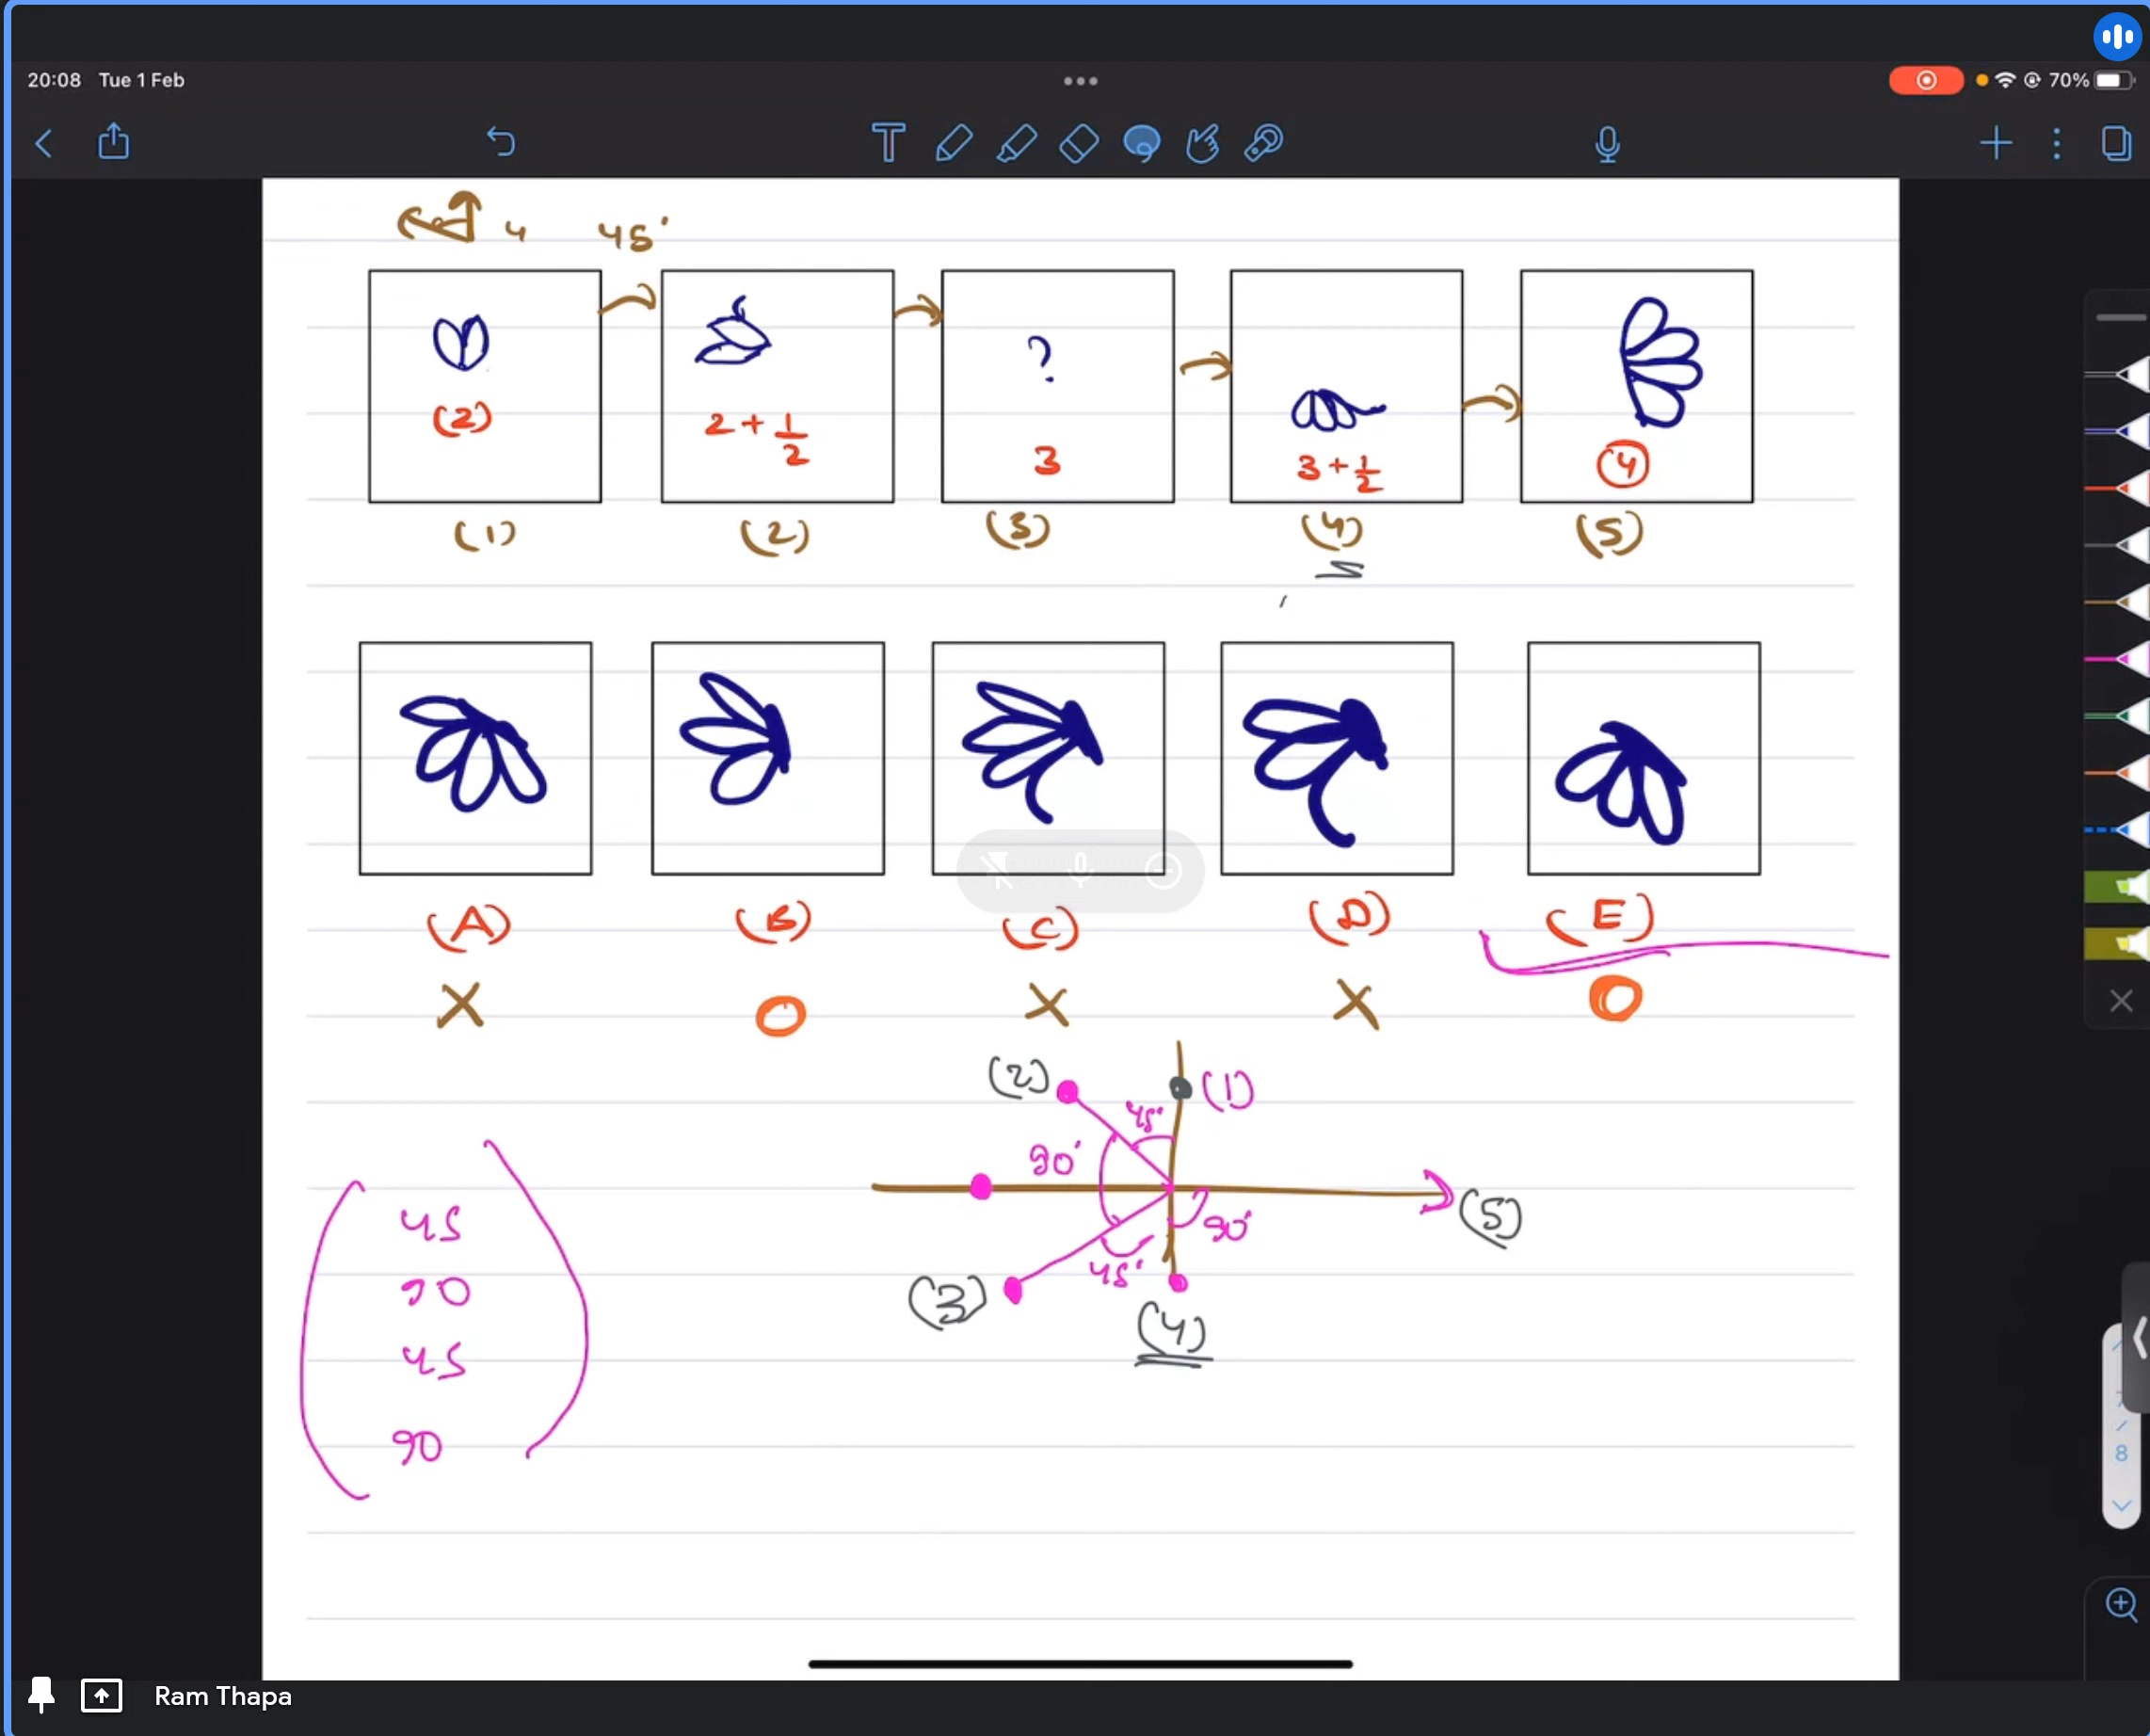 20:08 Tue 1 Feb
70%
T
4 45°
?
(2) 2 + 1/2 3 3 + 1/2 4
(1) (2) (3) (4) (5)
(A) (B) (C) (D) (E)
X O X X O
(2) (1)
45°
90°
(5)
90°
45°
(3)
(4)
45
90
45
90
8
Ram Thapa